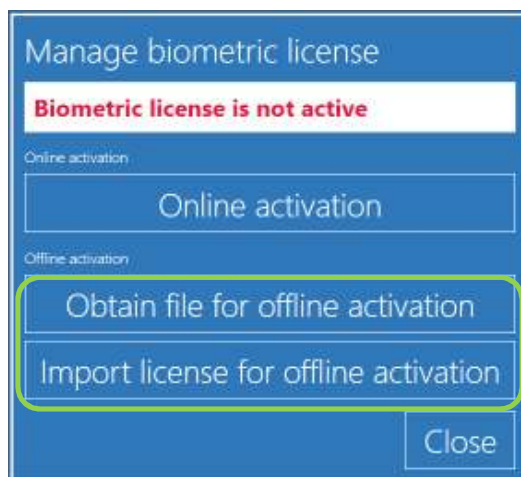 Manage biometric license
Biometric license is not active
Online activation
Online activation
Offline activation
Obtain file for offline activation
Import license for offline activation
Close